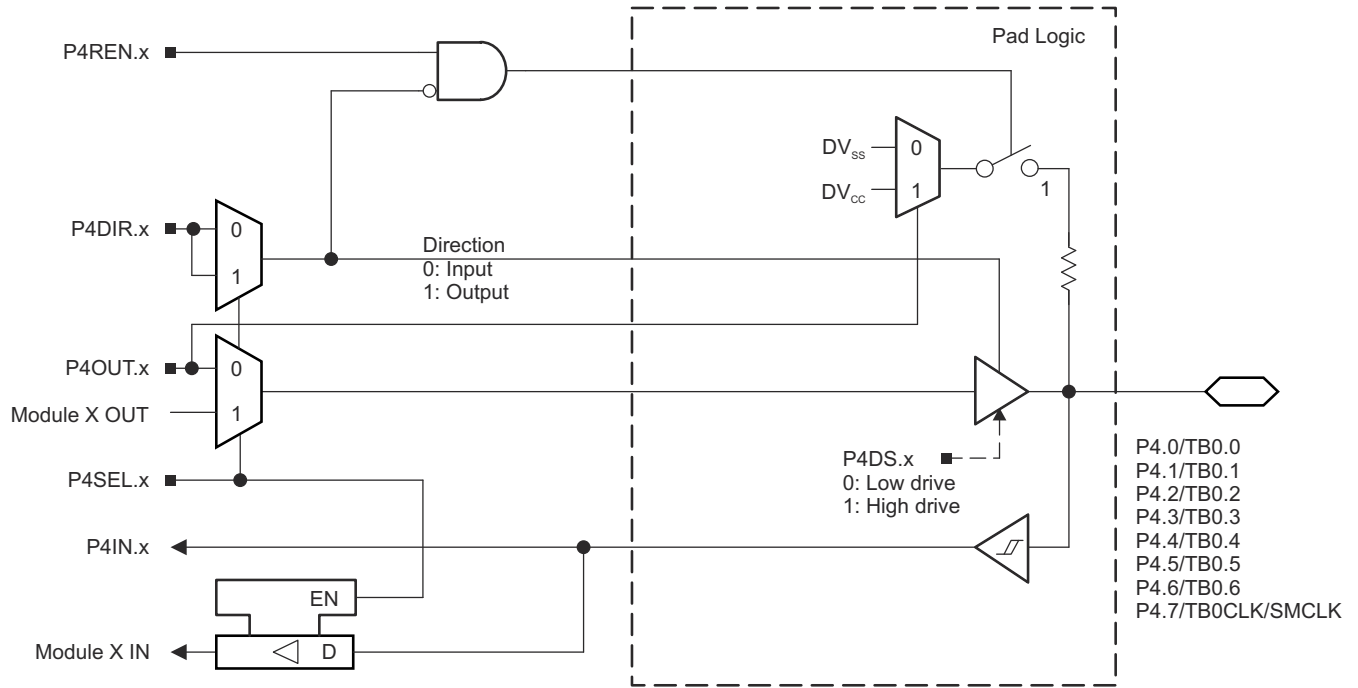 Pad Logic
P4REN.x
DVSS
0
DVCC
1
1
P4DIR.x
0
1
Direction
0: Input
1: Output
P4OUT.x
0
Module X OUT
1
P4DS.x
0: Low drive
1: High drive
P4SEL.x
P4.0/TB0.0
P4.1/TB0.1
P4.2/TB0.2
P4.3/TB0.3
P4.4/TB0.4
P4.5/TB0.5
P4.6/TB0.6
P4.7/TB0CLK/SMCLK
P4IN.x
EN
Module X IN
D